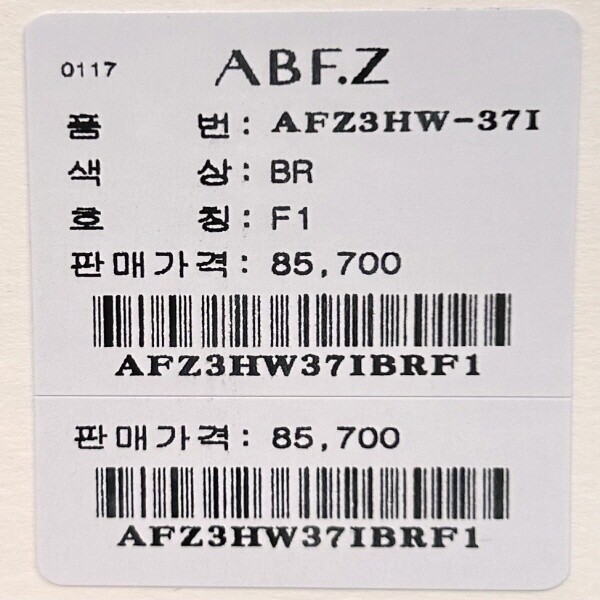 0117 ABF.Z
품 번: AFZ3HW-37I
색 상: BR
호 칭: F1
판매가격: 85,700
AFZ3HW37IBRF1
판매가격: 85,700
AFZ3HW37IBRF1